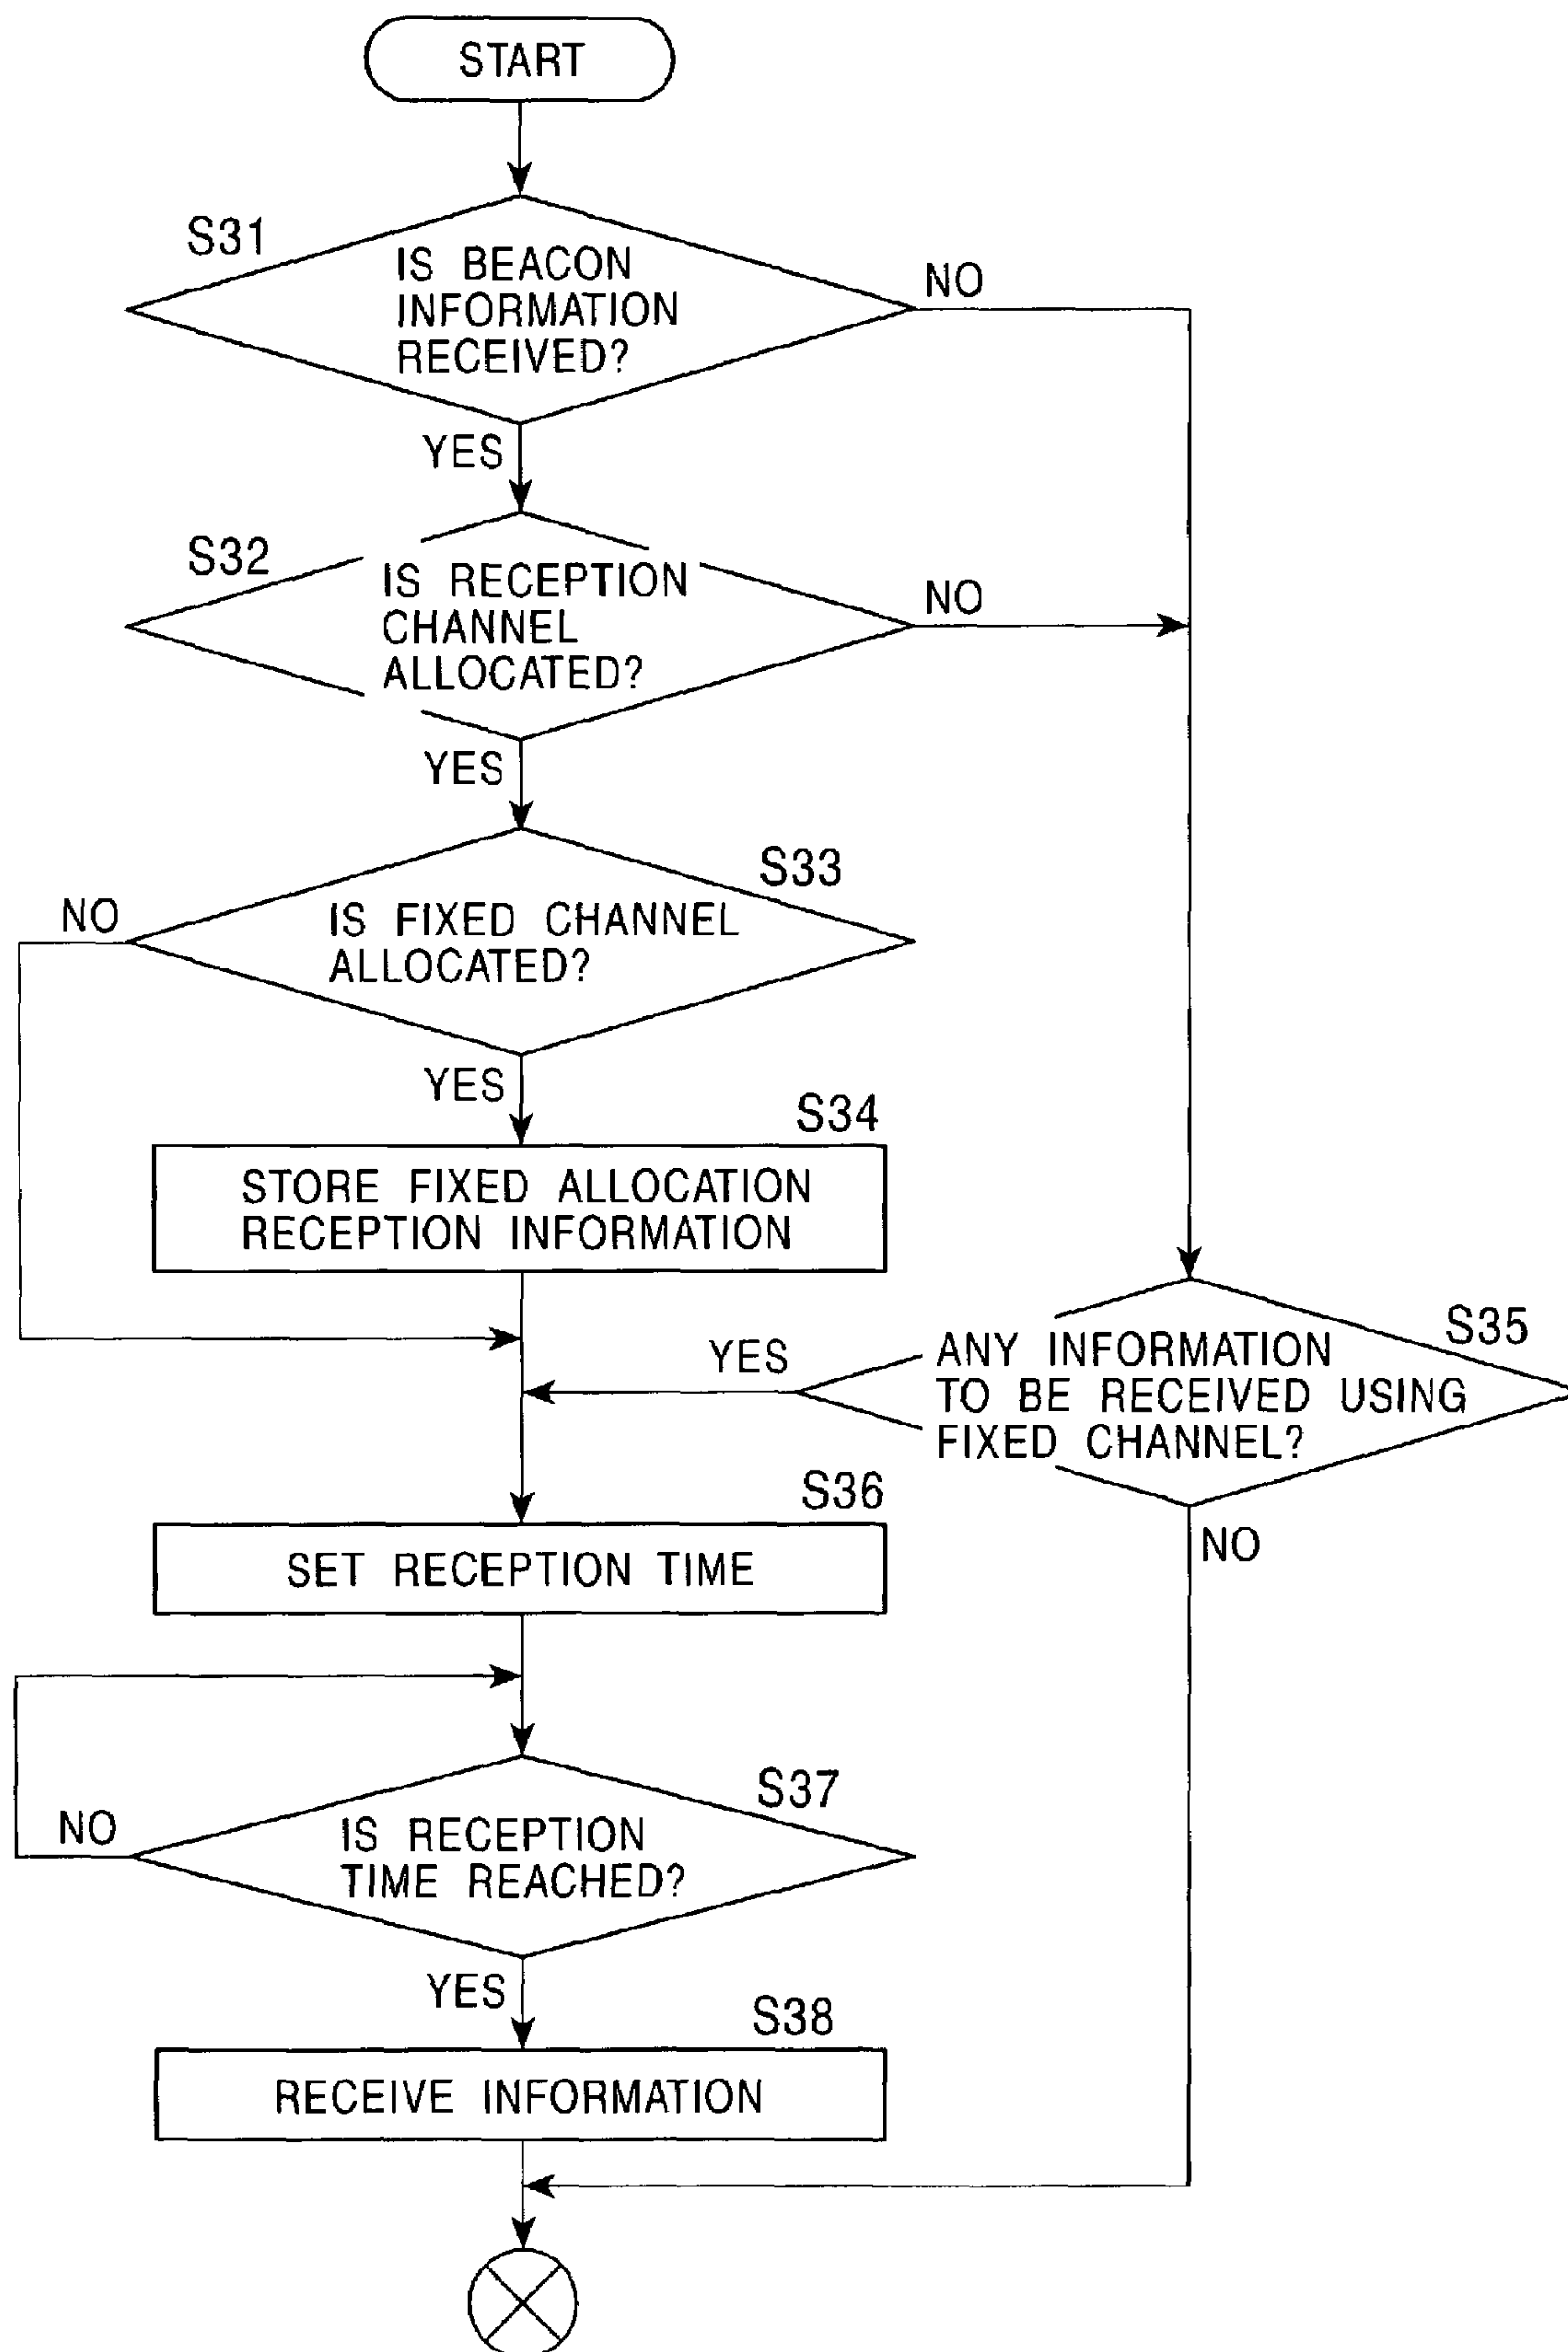 START
S31
IS BEACON
INFORMATION
RECEIVED?
NO
YES
S32
IS RECEPTION
CHANNEL
ALLOCATED?
NO
YES
S33
NO
IS FIXED CHANNEL
ALLOCATED?
YES
S34
STORE FIXED ALLOCATION
RECEPTION INFORMATION
S35
YES
ANY INFORMATION
TO BE RECEIVED USING
FIXED CHANNEL?
NO
S36
SET RECEPTION TIME
S37
NO
IS RECEPTION
TIME REACHED?
YES
S38
RECEIVE INFORMATION